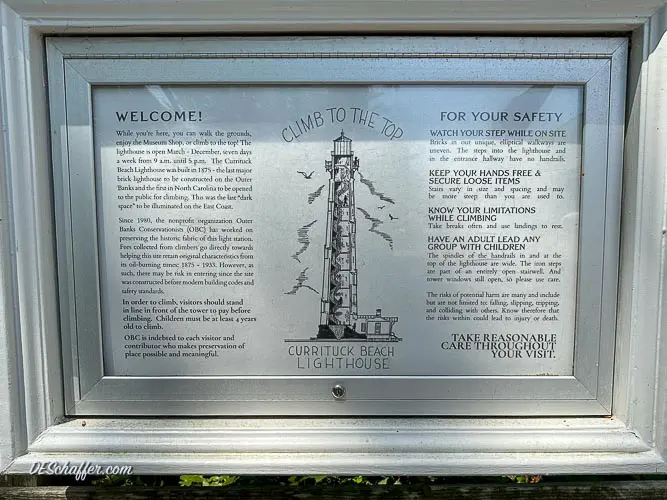 WELCOME!
While you're here, you can walk the grounds,
enjoy the Museum Shop, or climb to the top! The
lighthouse is open March - December, seven days
a week from 9 a.m. until 5 p.m. The Currituck
Beach Lighthouse was built in 1875 - the last major
brick lighthouse to be constructed on the Outer
Banks and the first in North Carolina to be opened
to the public for climbing. This was the last "dark
space" to be illuminated on the East Coast.
Since 1980, the nonprofit organization Outer
Banks Conservationists (OBC) has worked on
preserving the historic fabric of this light station.
Fees collected from climbers go directly towards
helping this site retain original characteristics from
its oil-burning times: 1875 - 1933. However, as
such, there may be risk in entering since the site
was constructed before modern building codes and
safety standards.
In order to climb, visitors should stand
in line in front of the tower to pay before
climbing. Children must be at least 4 years
old to climb.
OBC is indebted to each visitor and
contributor who makes preservation of
place possible and meaningful.
CLIMB TO THE TOP
CURRITUCK BEACH
LIGHTHOUSE
FOR YOUR SAFETY
WATCH YOUR STEP WHILE ON SITE
Bricks in our unique, elliptical walkways are
uneven. The steps into the lighthouse and
in the entrance hallway have no handrails.
KEEP YOUR HANDS FREE &
SECURE LOOSE ITEMS
Stairs vary in size and spacing and may
be more steep than you are used to.
KNOW YOUR LIMITATIONS
WHILE CLIMBING
Take breaks often and use landings to rest.
HAVE AN ADULT LEAD ANY
GROUP WITH CHILDREN
The spindles of the handrails in and at the
top of the lighthouse are wide. The iron steps
are part of an entirely open stairwell. And
tower windows still open, so please use care.
The risks of potential harm are many and include
but are not limited to: falling, slipping, tripping,
and colliding with others. Know therefore that
the risks within could lead to injury or death.
TAKE REASONABLE
CARE THROUGHOUT
YOUR VISIT.
DESchaffer.com